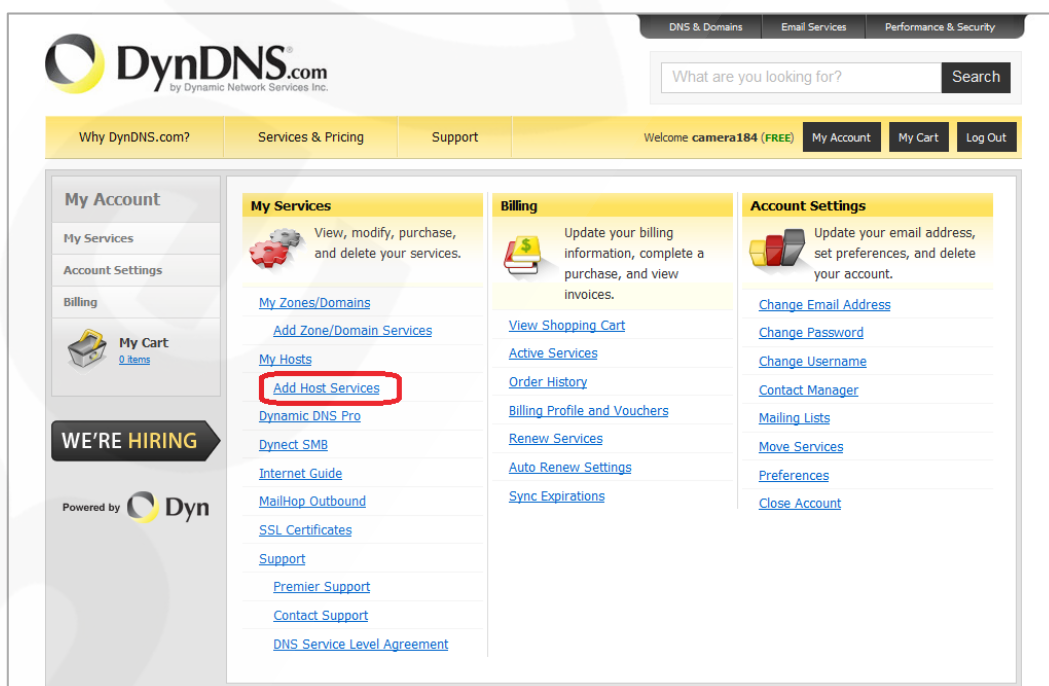 DNS & Domains Email Services Performance & Security
DynDNS.com
by Dynamic Network Services Inc.
What are you looking for? Search
Why DynDNS.com? Services & Pricing Support Welcome camera184 (FREE) My Account My Cart Log Out
My Account
My Services
Account Settings
Billing
My Cart
0 items
WE'RE HIRING
Powered by Dyn
My Services
View, modify, purchase,
and delete your services.
My Zones/Domains
Add Zone/Domain Services
My Hosts
Add Host Services
Dynamic DNS Pro
Dynect SMB
Internet Guide
MailHop Outbound
SSL Certificates
Support
Premier Support
Contact Support
DNS Service Level Agreement
Billing
Update your billing
information, complete a
purchase, and view
invoices.
View Shopping Cart
Active Services
Order History
Billing Profile and Vouchers
Renew Services
Auto Renew Settings
Sync Expirations
Account Settings
Update your email address,
set preferences, and delete
your account.
Change Email Address
Change Password
Change Username
Contact Manager
Mailing Lists
Move Services
Preferences
Close Account